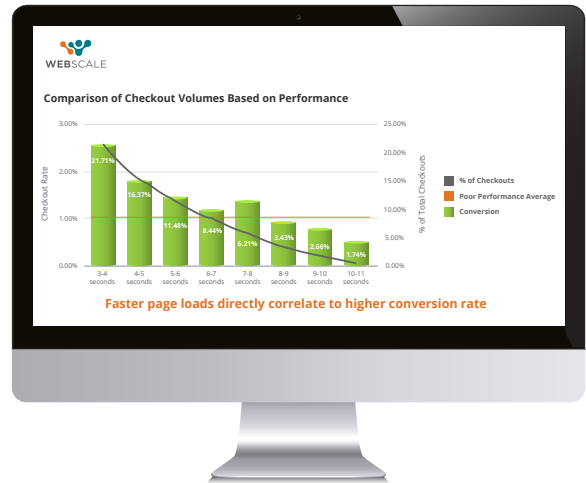 WEBSCALE
Comparison of Checkout Volumes Based on Performance
3.00%
2.00%
1.00%
0.00%
Checkout Rate
25.00%
20.00%
15.00%
10.00%
5.00%
0.00%
% of Total Checkouts
21.71%
16.37%
11.48%
8.44%
6.21%
3.43%
2.66%
1.74%
3-4 seconds
4-5 seconds
5-6 seconds
6-7 seconds
7-8 seconds
8-9 seconds
9-10 seconds
10-11 seconds
% of Checkouts
Poor Performance Average
Conversion
Faster page loads directly correlate to higher conversion rate